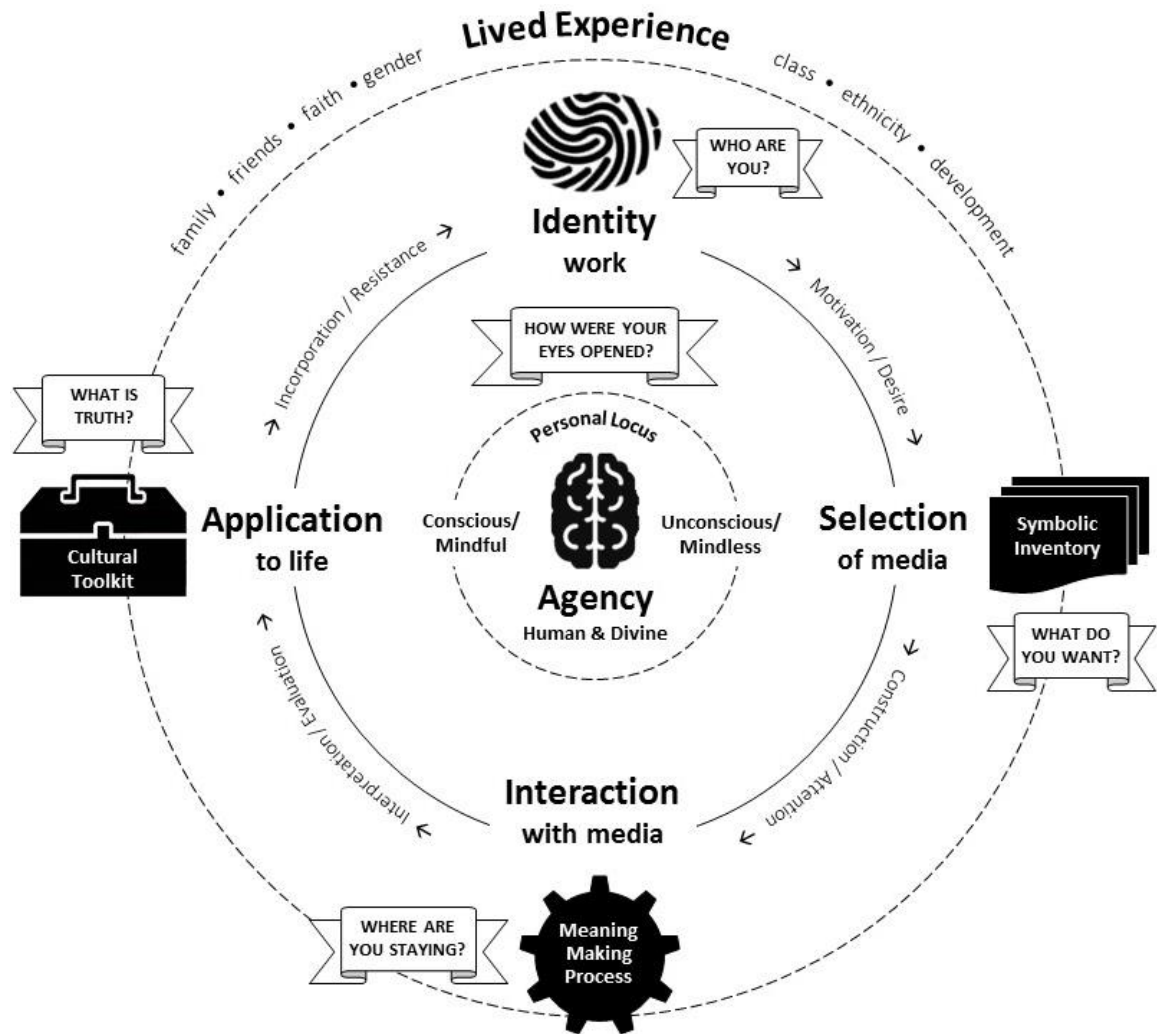 Lived Experience
family • friends • faith • gender
class • ethnicity • development
WHO ARE
YOU?
Identity
work
→ Incorporation / Resistance →
→ Motivation / Desire →
HOW WERE YOUR
EYES OPENED?
WHAT IS
TRUTH?
Personal Locus
Cultural
Toolkit
Application
to life
Conscious/
Mindful
Unconscious/
Mindless
Agency
Human & Divine
Selection
of media
Symbolic
Inventory
WHAT DO
YOU WANT?
→ Interpretation / Evaluation →
→ Construction / Attention →
Interaction
with media
WHERE ARE
YOU STAYING?
Meaning
Making
Process